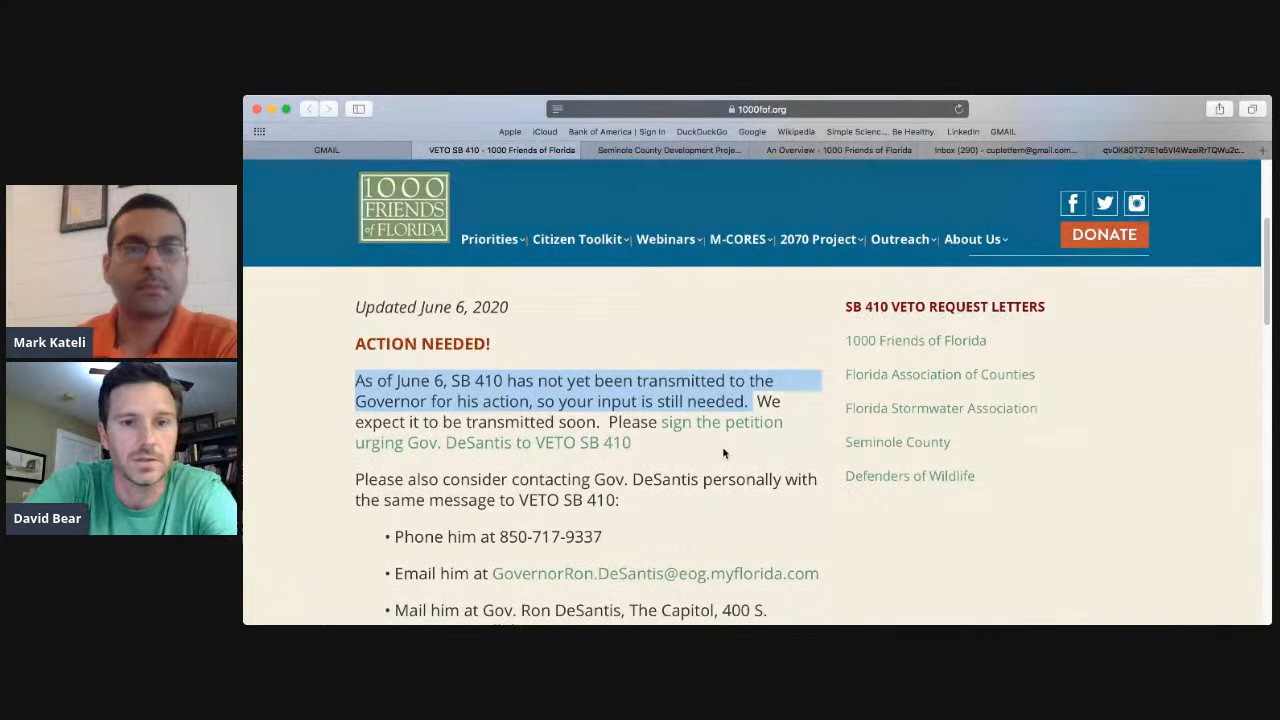 1000fof.org
Apple iCloud Bank of America | Sign In DuckDuckGo Google Wikipedia Simple Scienc.... Be Healthy. LinkedIn GMAIL
GMAIL VETO SB 410 - 1000 Friends of Florida Seminole County Development Proje... An Overview - 1000 Friends of Florida Inbox (290) - cupletfern@gmail.com...
1000
FRIENDS
of FLORIDA
Priorities Citizen Toolkit Webinars M-CORES 2070 Project Outreach About Us
DONATE
Updated June 6, 2020
ACTION NEEDED!
As of June 6, SB 410 has not yet been transmitted to the
Governor for his action, so your input is still needed. We
expect it to be transmitted soon. Please sign the petition
urging Gov. DeSantis to VETO SB 410
Please also consider contacting Gov. DeSantis personally with
the same message to VETO SB 410:
• Phone him at 850-717-9337
• Email him at GovernorRon.DeSantis@eog.myflorida.com
• Mail him at Gov. Ron DeSantis, The Capitol, 400 S.
SB 410 VETO REQUEST LETTERS
1000 Friends of Florida
Florida Association of Counties
Florida Stormwater Association
Seminole County
Defenders of Wildlife
Mark Kateli
David Bear